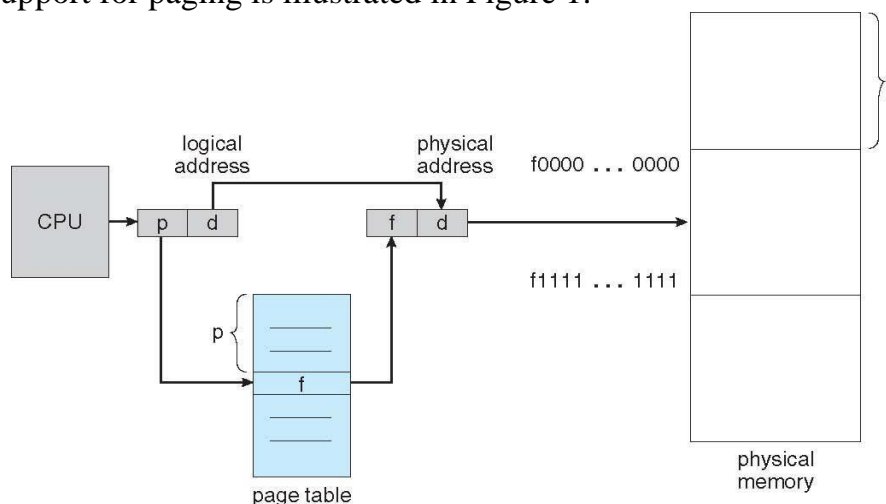 upport for paging is illustrated in Figure 1.
logical
address
physical
address
f0000 ... 0000
CPU
p
d
f
d
f1111 ... 1111
p
f
physical
memory
page table